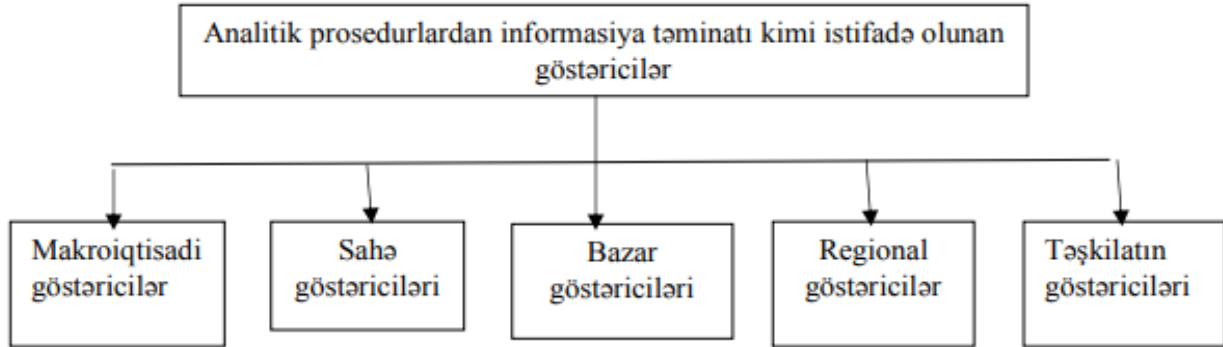 Analitik prosedurlardan informasiya təminatı kimi istifadə olunan
göstəricilər
Makroiqtisadi
göstəricilər
Sahə
göstəriciləri
Bazar
göstəriciləri
Regional
göstəricilər
Təşkilatın
göstəriciləri